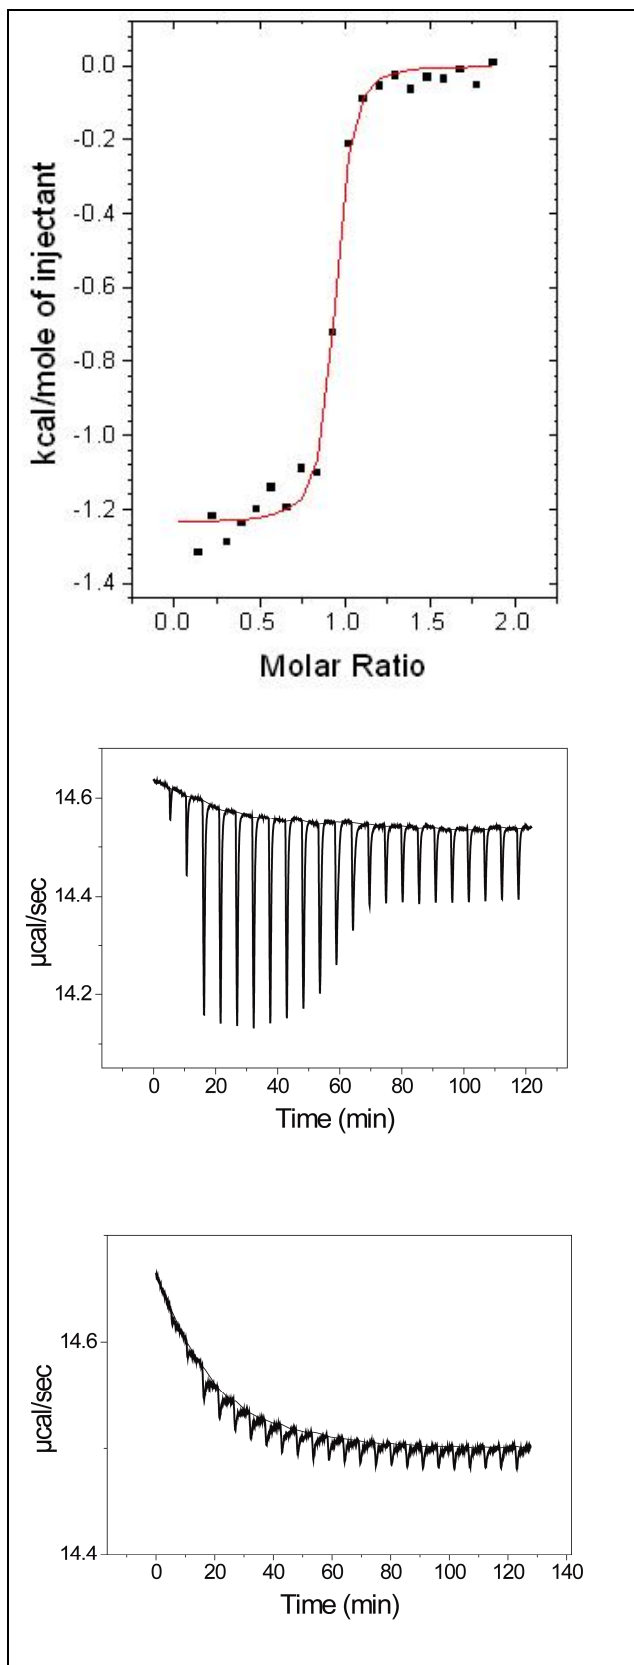 0.0
-0.2
-0.4
-0.6
-0.8
-1.0
-1.2
-1.4
kcal/mole of injectant
0.0 0.5 1.0 1.5 2.0
Molar Ratio
14.6
14.4
14.2
µcal/sec
0 20 40 60 80 100 120
Time (min)
14.6
14.4
µcal/sec
0 20 40 60 80 100 120 140
Time (min)